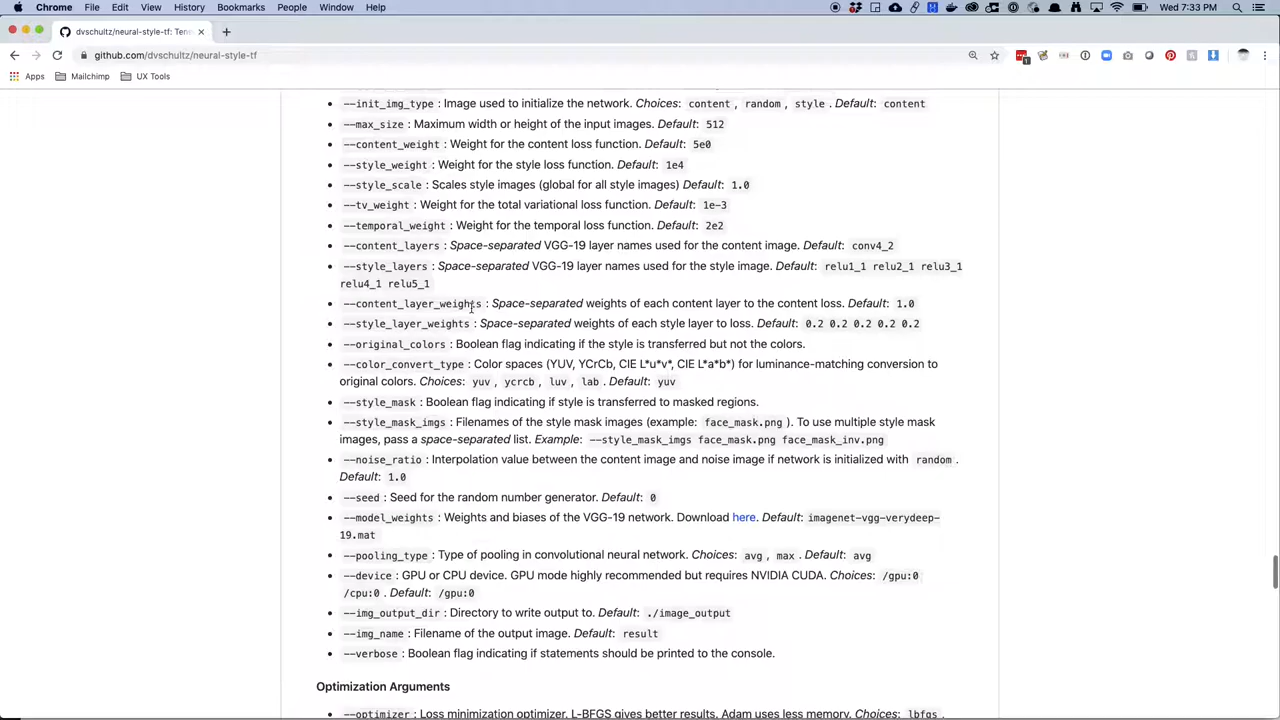 Chrome File Edit View History Bookmarks People Window Help Wed 7:33 PM
dvschultz/neural-style-tf: Tens
github.com/dvschultz/neural-style-tf
Apps Mailchimp UX Tools
--init_img_type : Image used to initialize the network. Choices: content , random , style . Default: content
--max_size : Maximum width or height of the input images. Default: 512
--content_weight : Weight for the content loss function. Default: 5e0
--style_weight : Weight for the style loss function. Default: 1e4
--style_scale : Scales style images (global for all style images) Default: 1.0
--tv_weight : Weight for the total variational loss function. Default: 1e-3
--temporal_weight : Weight for the temporal loss function. Default: 2e2
--content_layers : Space-separated VGG-19 layer names used for the content image. Default: conv4_2
--style_layers : Space-separated VGG-19 layer names used for the style image. Default: relu1_1 relu2_1 relu3_1
relu4_1 relu5_1
--content_layer_weights : Space-separated weights of each content layer to the content loss. Default: 1.0
--style_layer_weights : Space-separated weights of each style layer to loss. Default: 0.2 0.2 0.2 0.2 0.2
--original_colors : Boolean flag indicating if the style is transferred but not the colors.
--color_convert_type : Color spaces (YUV, YCrCb, CIE L*u*v*, CIE L*a*b*) for luminance-matching conversion to
original colors. Choices: yuv , ycrcb , luv , lab . Default: yuv
--style_mask : Boolean flag indicating if style is transferred to masked regions.
--style_mask_imgs : Filenames of the style mask images (example: face_mask.png ). To use multiple style mask
images, pass a space-separated list. Example: --style_mask_imgs face_mask.png face_mask_inv.png
--noise_ratio : Interpolation value between the content image and noise image if network is initialized with random .
Default: 1.0
--seed : Seed for the random number generator. Default: 0
--model_weights : Weights and biases of the VGG-19 network. Download here. Default: imagenet-vgg-verydeep-
19.mat
--pooling_type : Type of pooling in convolutional neural network. Choices: avg , max . Default: avg
--device : GPU or CPU device. GPU mode highly recommended but requires NVIDIA CUDA. Choices: /gpu:0
/cpu:0 . Default: /gpu:0
--img_output_dir : Directory to write output to. Default: ./image_output
--img_name : Filename of the output image. Default: result
--verbose : Boolean flag indicating if statements should be printed to the console.
Optimization Arguments
--optimizer : Loss minimization optimizer. L-BFGS gives better results. Adam uses less memory. Choices: lbfgs ,